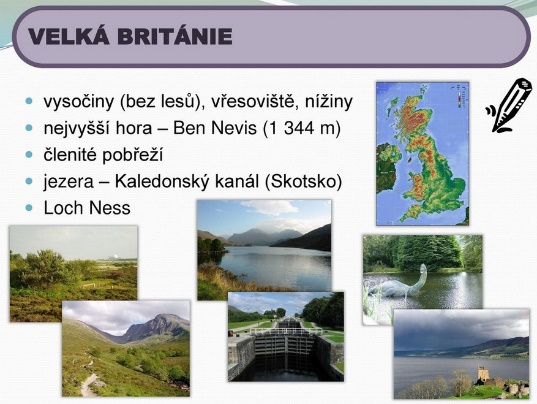 VELKÁ BRITÁNIE
vysočiny (bez lesů), vřesoviště, nížiny
nejvyšší hora – Ben Nevis (1 344 m)
členité pobřeží
jezera – Kaledonský kanál (Skotsko)
Loch Ness